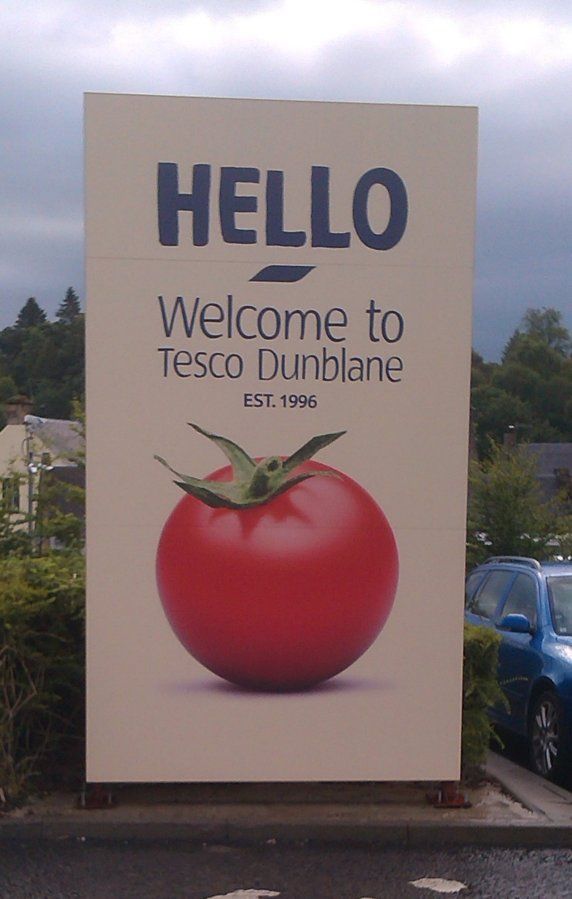 HELLO
Welcome to
Tesco Dunblane
EST. 1996